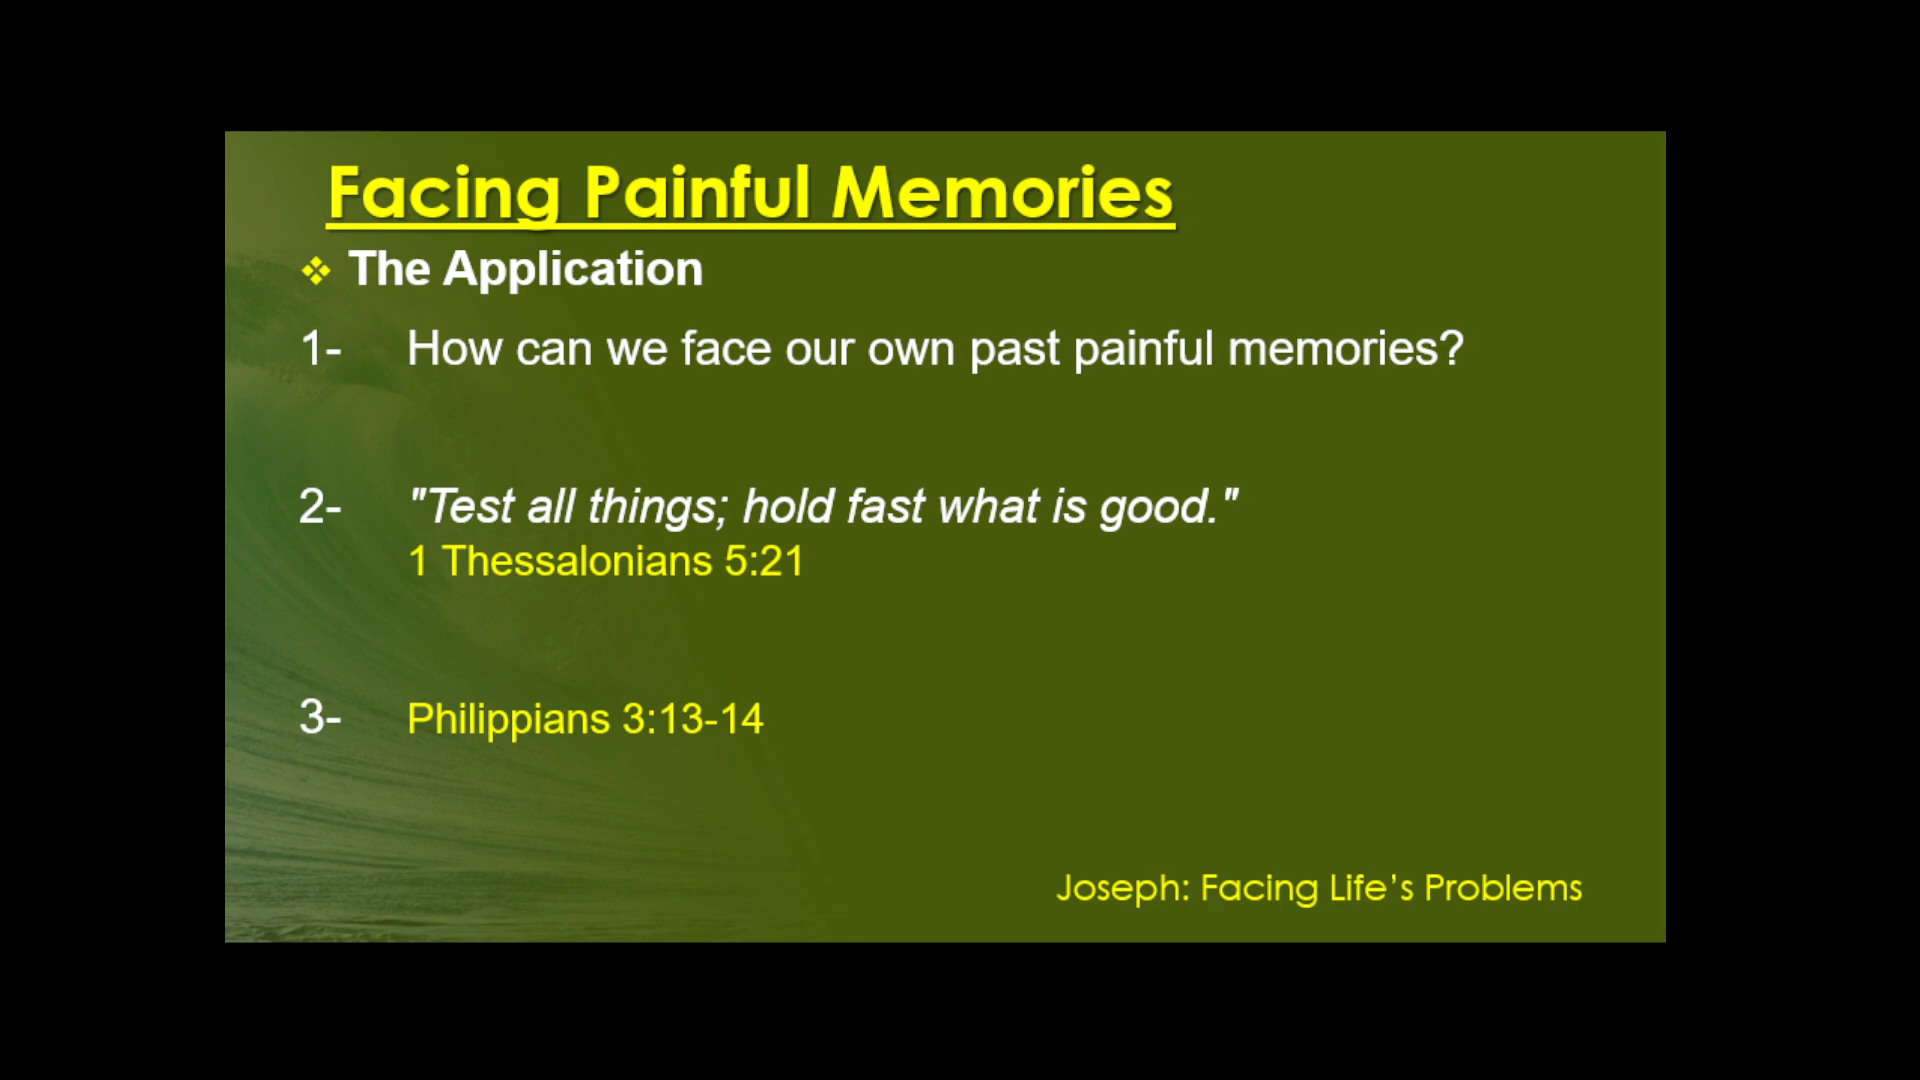 Facing Painful Memories
❖ The Application
1- How can we face our own past painful memories?
2- "Test all things; hold fast what is good."
1 Thessalonians 5:21
3- Philippians 3:13-14
Joseph: Facing Life’s Problems